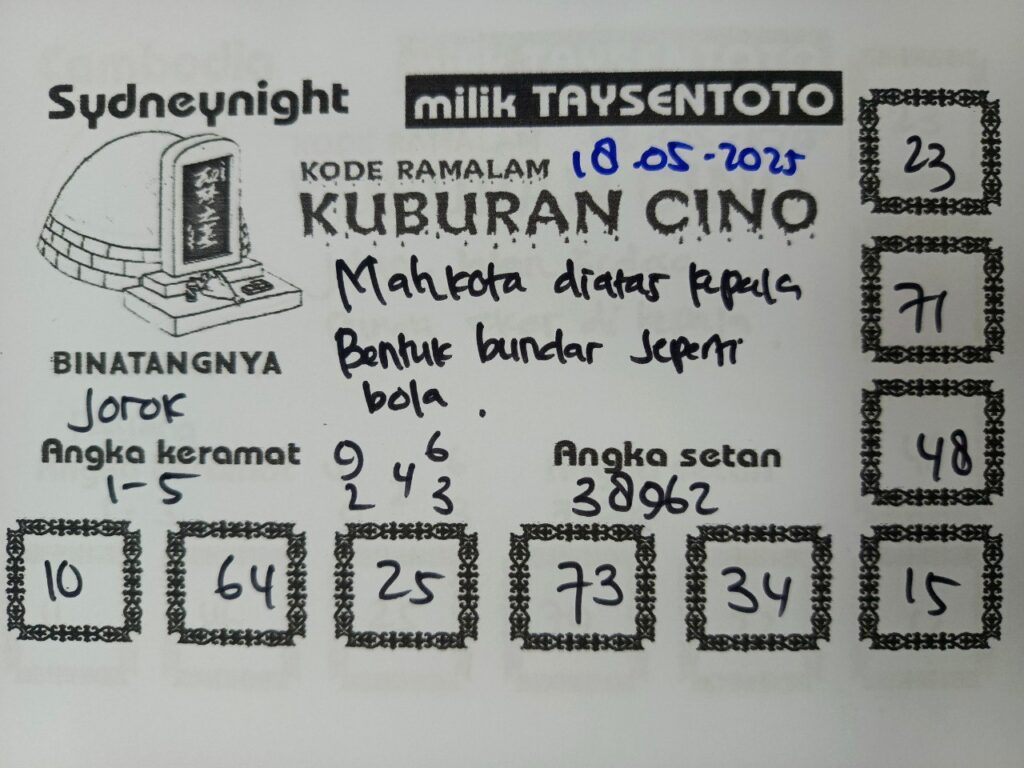 Sydneynight
milik TAYSENTOTO
KODE RAMALAM 18.05-2025
KUBURAN CINO
Mahkota diatas kepala
Bentuk bundar seperti
bola .
BINATANGNYA
Jorok
Angka keramat
1-5
9 6
4
2 3
Angka setan
38962
23
71
48
10 64 25 73 34 15